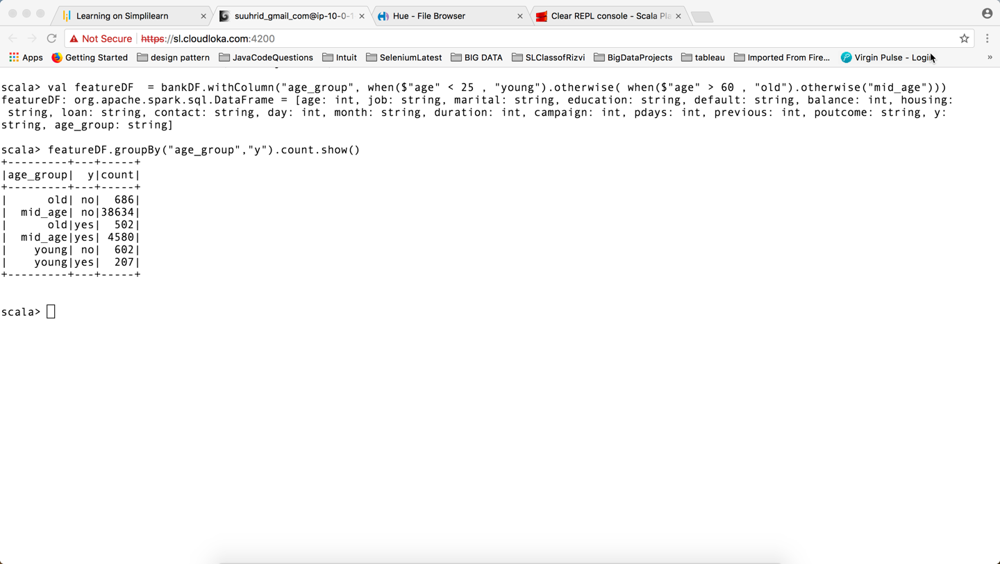 Learning on Simplilearn
suuhrid_gmail_com@ip-10-0-1
Hue - File Browser
Clear REPL console - Scala Pla
Not Secure https://sl.cloudloka.com:4200
Apps Getting Started design pattern JavaCodeQuestions Intuit SeleniumLatest BIG DATA SLClassofRizvi BigDataProjects tableau Imported From Fire... Virgin Pulse - Login »
scala> val featureDF  = bankDF.withColumn("age_group", when($"age" < 25 , "young").otherwise( when($"age" > 60 , "old").otherwise("mid_age")))
featureDF: org.apache.spark.sql.DataFrame = [age: int, job: string, marital: string, education: string, default: string, balance: int, housing:
 string, loan: string, contact: string, day: int, month: string, duration: int, campaign: int, pdays: int, previous: int, poutcome: string, y:
string, age_group: string]
scala> featureDF.groupBy("age_group","y").count.show()
+---------+---+-----+
|age_group|  y|count|
+---------+---+-----+
|      old| no|  686|
|  mid_age| no|38634|
|      old|yes|  502|
|  mid_age|yes| 4580|
|    young| no|  602|
|    young|yes|  207|
+---------+---+-----+
scala>